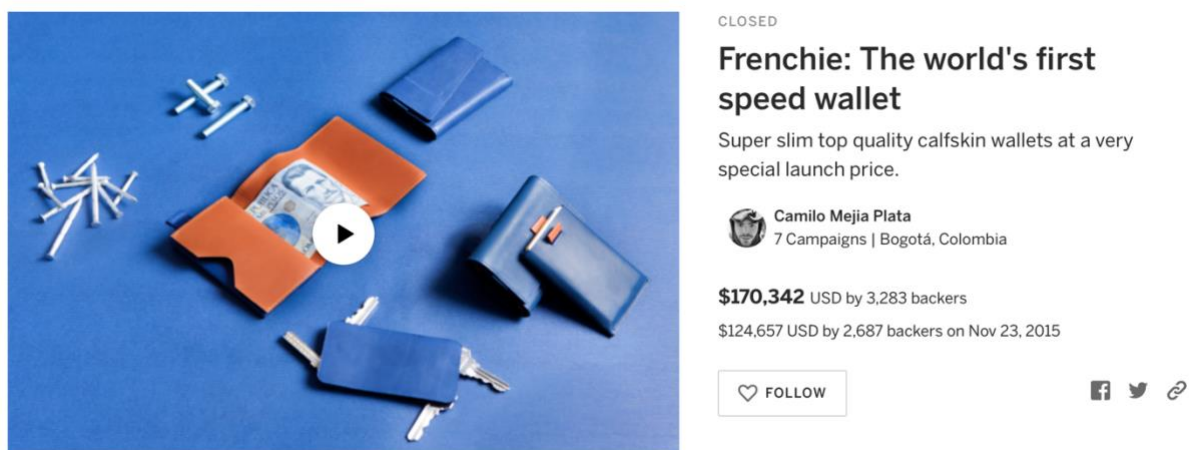 CLOSED
Frenchie: The world's first
speed wallet
Super slim top quality calfskin wallets at a very
special launch price.
Camilo Mejia Plata
7 Campaigns | Bogotá, Colombia
$170,342 USD by 3,283 backers
$124,657 USD by 2,687 backers on Nov 23, 2015
FOLLOW